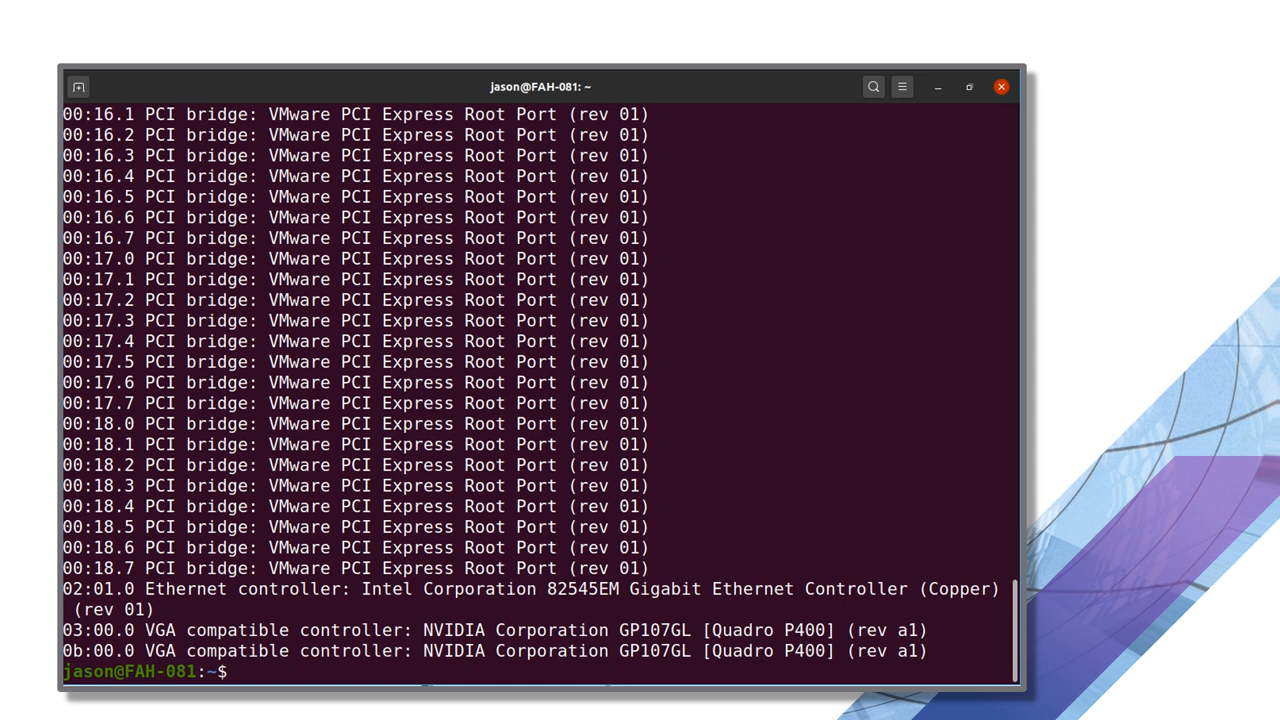 jason@FAH-081: ~
00:16.1 PCI bridge: VMware PCI Express Root Port (rev 01)
00:16.2 PCI bridge: VMware PCI Express Root Port (rev 01)
00:16.3 PCI bridge: VMware PCI Express Root Port (rev 01)
00:16.4 PCI bridge: VMware PCI Express Root Port (rev 01)
00:16.5 PCI bridge: VMware PCI Express Root Port (rev 01)
00:16.6 PCI bridge: VMware PCI Express Root Port (rev 01)
00:16.7 PCI bridge: VMware PCI Express Root Port (rev 01)
00:17.0 PCI bridge: VMware PCI Express Root Port (rev 01)
00:17.1 PCI bridge: VMware PCI Express Root Port (rev 01)
00:17.2 PCI bridge: VMware PCI Express Root Port (rev 01)
00:17.3 PCI bridge: VMware PCI Express Root Port (rev 01)
00:17.4 PCI bridge: VMware PCI Express Root Port (rev 01)
00:17.5 PCI bridge: VMware PCI Express Root Port (rev 01)
00:17.6 PCI bridge: VMware PCI Express Root Port (rev 01)
00:17.7 PCI bridge: VMware PCI Express Root Port (rev 01)
00:18.0 PCI bridge: VMware PCI Express Root Port (rev 01)
00:18.1 PCI bridge: VMware PCI Express Root Port (rev 01)
00:18.2 PCI bridge: VMware PCI Express Root Port (rev 01)
00:18.3 PCI bridge: VMware PCI Express Root Port (rev 01)
00:18.4 PCI bridge: VMware PCI Express Root Port (rev 01)
00:18.5 PCI bridge: VMware PCI Express Root Port (rev 01)
00:18.6 PCI bridge: VMware PCI Express Root Port (rev 01)
00:18.7 PCI bridge: VMware PCI Express Root Port (rev 01)
02:01.0 Ethernet controller: Intel Corporation 82545EM Gigabit Ethernet Controller (Copper)
 (rev 01)
03:00.0 VGA compatible controller: NVIDIA Corporation GP107GL [Quadro P400] (rev a1)
0b:00.0 VGA compatible controller: NVIDIA Corporation GP107GL [Quadro P400] (rev a1)
jason@FAH-081:~$